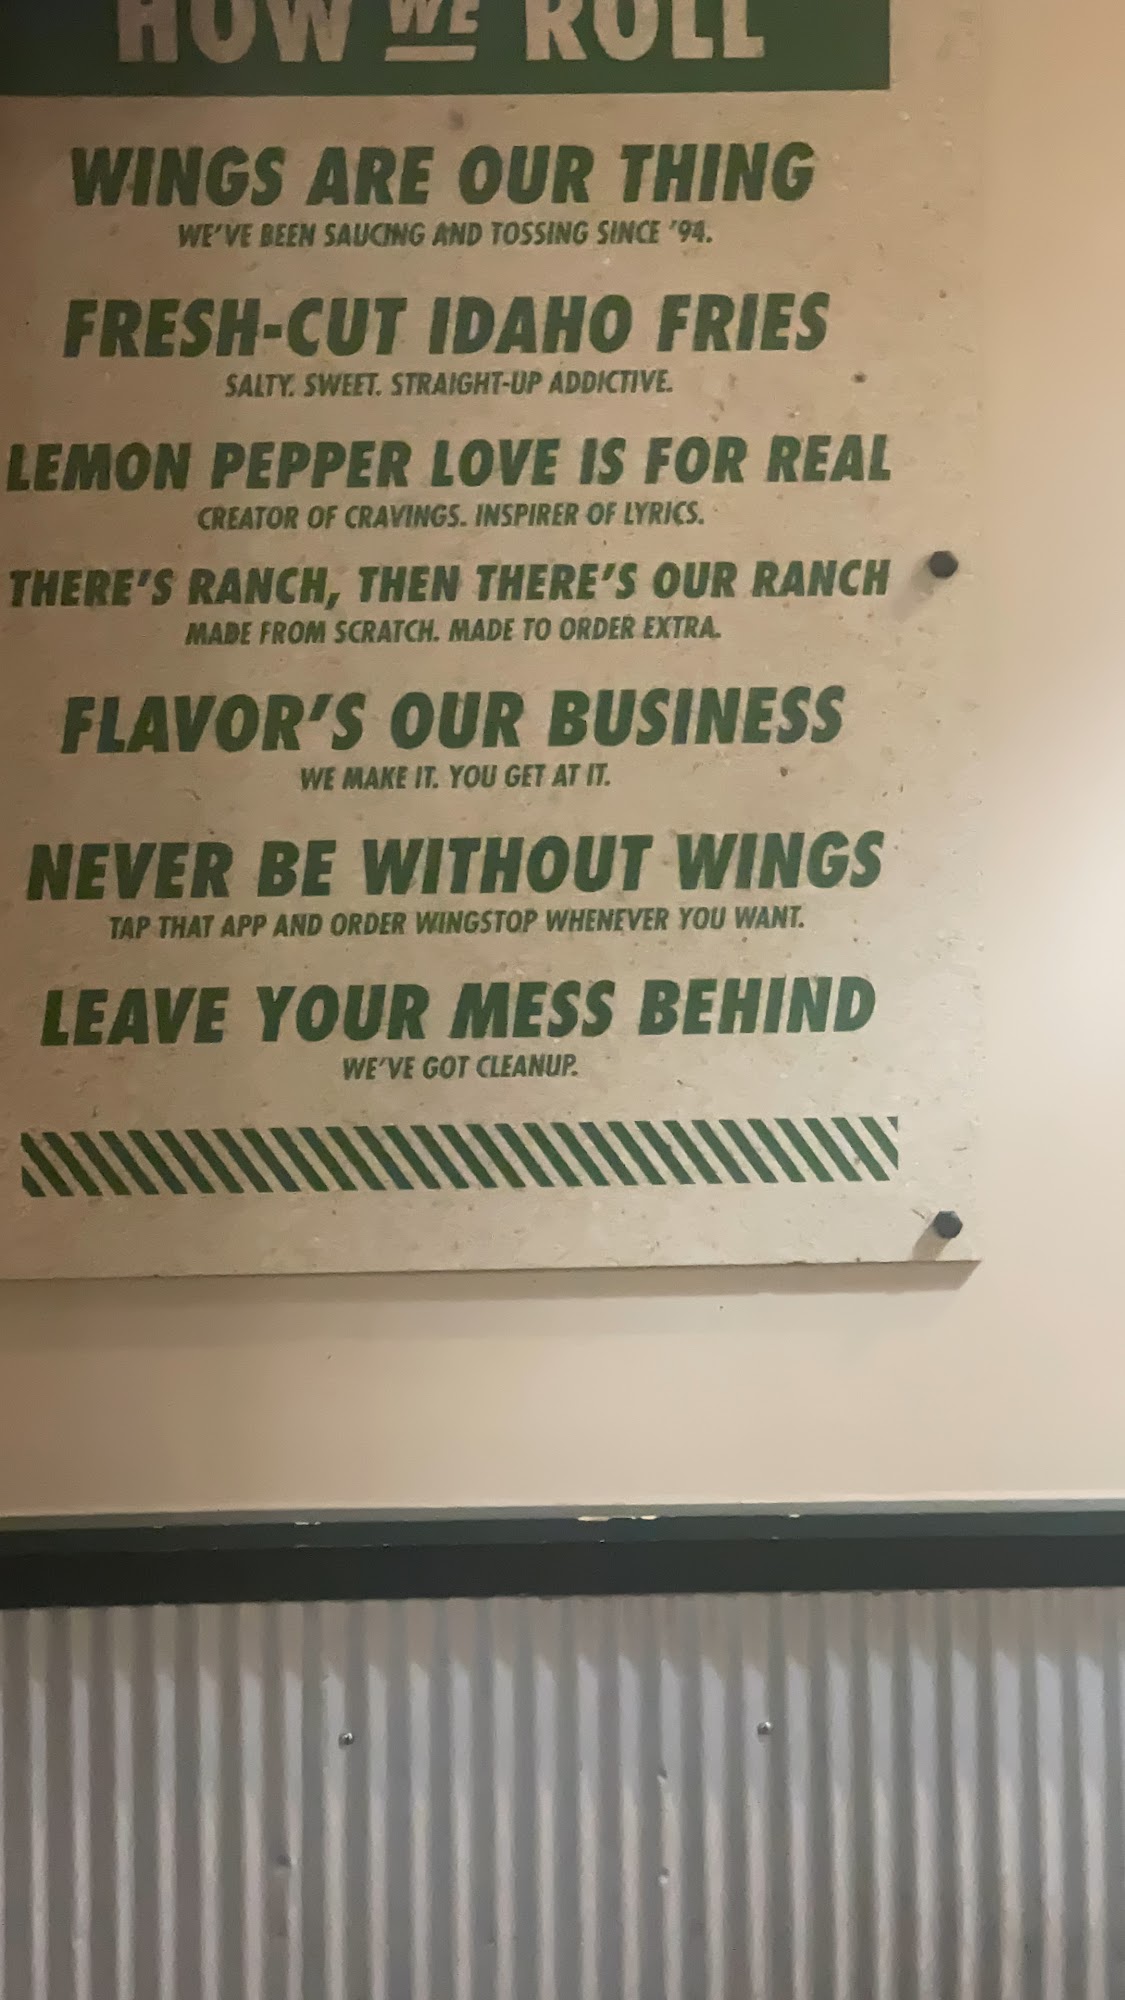 HOW WE ROLL
WINGS ARE OUR THING
WE'VE BEEN SAUCING AND TOSSING SINCE '94.
FRESH-CUT IDAHO FRIES
SALTY. SWEET. STRAIGHT-UP ADDICTIVE.
LEMON PEPPER LOVE IS FOR REAL
CREATOR OF CRAVINGS. INSPIRER OF LYRICS.
THERE'S RANCH, THEN THERE'S OUR RANCH
MADE FROM SCRATCH. MADE TO ORDER EXTRA.
FLAVOR'S OUR BUSINESS
WE MAKE IT. YOU GET AT IT.
NEVER BE WITHOUT WINGS
TAP THAT APP AND ORDER WINGSTOP WHENEVER YOU WANT.
LEAVE YOUR MESS BEHIND
WE'VE GOT CLEANUP.